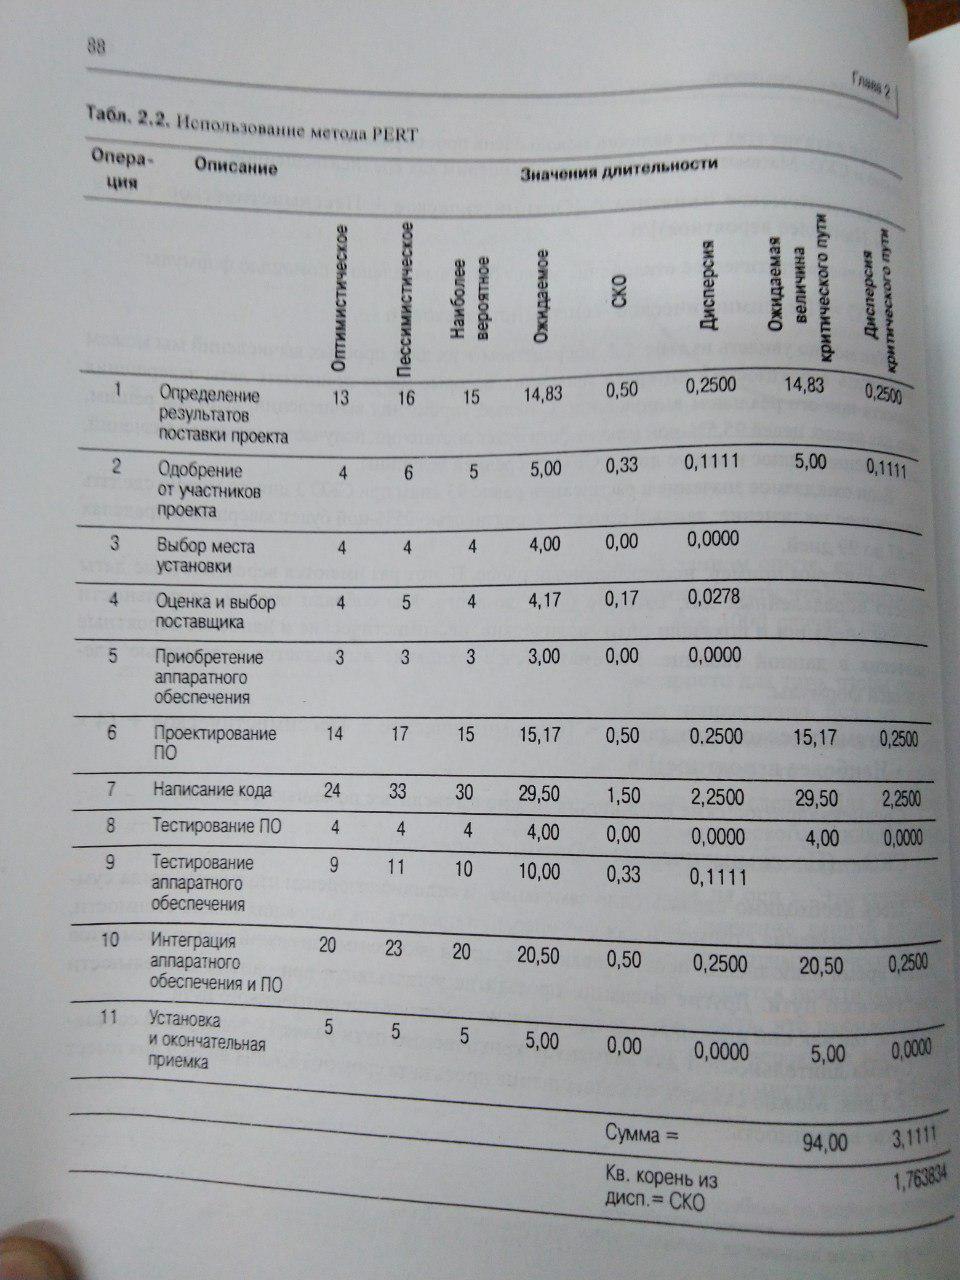 88
Глава 2
Табл. 2.2. Использование метода PERT
Опера-
ция
Описание
Значения длительности
Оптимистическое
Пессимистическое
Наиболее
вероятное
Ожидаемое
СКО
Дисперсия
Ожидаемая
величина
критического пути
Дисперсия
критического пути
1 Определение 13 16 15 14,83 0,50 0,2500 14,83 0,2500
результатов
поставки проекта
2 Одобрение 4 6 5 5,00 0,33 0,1111 5,00 0,1111
от участников
проекта
3 Выбор места 4 4 4 4,00 0,00 0,0000
установки
4 Оценка и выбор 4 5 4 4,17 0,17 0,0278
поставщика
5 Приобретение 3 3 3 3,00 0,00 0,0000
аппаратного
обеспечения
6 Проектирование 14 17 15 15,17 0,50 0,2500 15,17 0,2500
ПО
7 Написание кода 24 33 30 29,50 1,50 2,2500 29,50 2,2500
8 Тестирование ПО 4 4 4 4,00 0,00 0,0000 4,00 0,0000
9 Тестирование 9 11 10 10,00 0,33 0,1111
аппаратного
обеспечения
10 Интеграция 20 23 20 20,50 0,50 0,2500 20,50 0,2500
аппаратного
обеспечения и ПО
11 Установка 5 5 5 5,00 0,00 0,0000 5,00 0,0000
и окончательная
приемка
Сумма = 94,00 3,1111
Кв. корень из 1,763834
дисп.= СКО